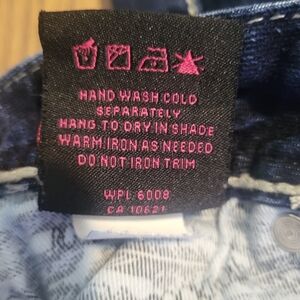 HAND WASH COLD
SEPARATELY
HANG TO DRY IN SHADE
WARM IRON AS NEEDED
DO NOT IRON TRIM
WPL 6009
CA 10621